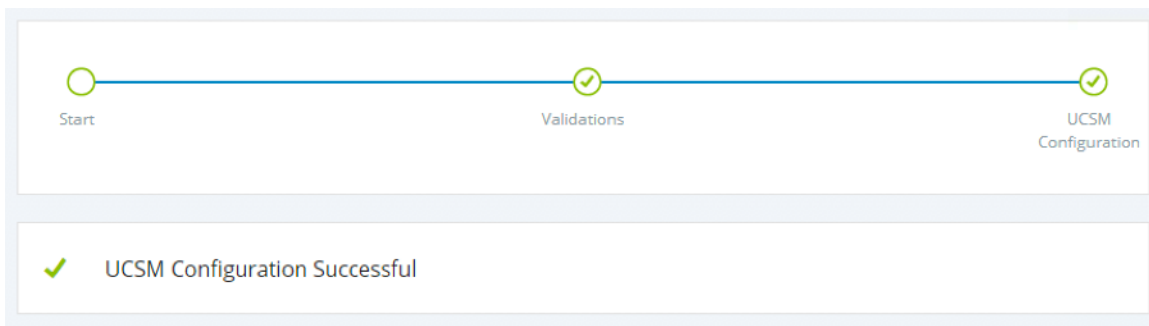 Start
Validations
UCSM
Configuration
UCSM Configuration Successful